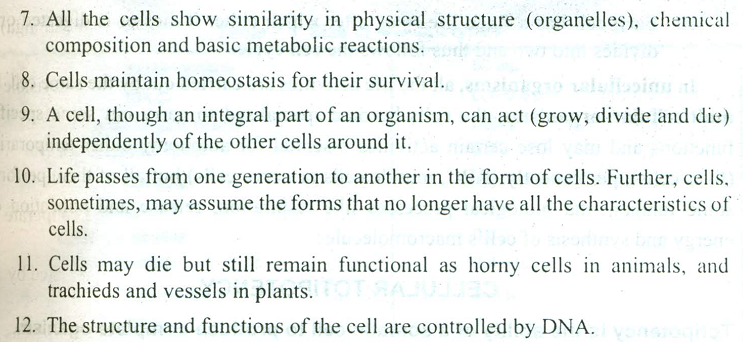 7. All the cells show similarity in physical structure (organelles), chemical
composition and basic metabolic reactions.
8. Cells maintain homeostasis for their survival.
9. A cell, though an integral part of an organism, can act (grow, divide and die)
independently of the other cells around it.
10. Life passes from one generation to another in the form of cells. Further, cells,
sometimes, may assume the forms that no longer have all the characteristics of
cells.
11. Cells may die but still remain functional as horny cells in animals, and
trachieds and vessels in plants.
12. The structure and functions of the cell are controlled by DNA.